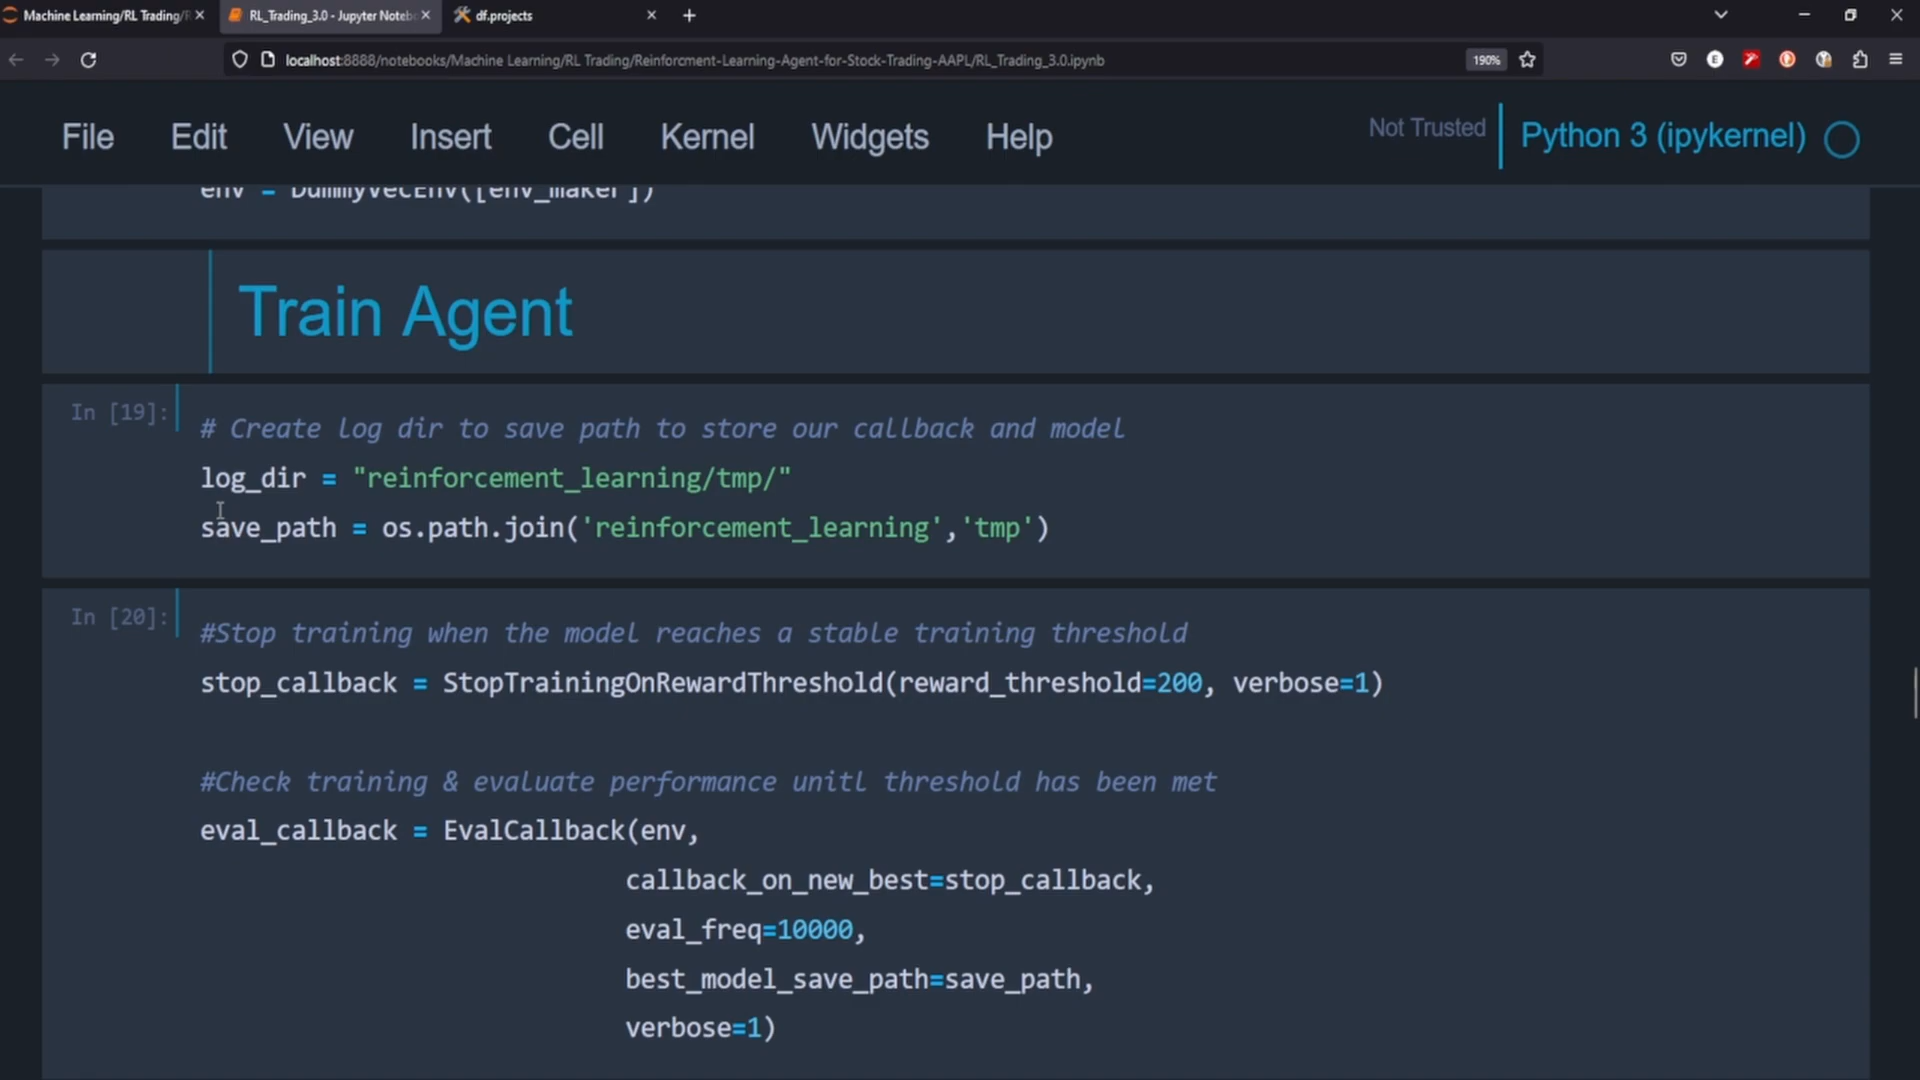 Machine Learning/RL Trading/
RL_Trading_3.0 - Jupyter Noteb
df.projects
localhost:8888/notebooks/Machine Learning/RL Trading/Reinforcment-Learning-Agent-for-Stock-Trading-AAPL/RL_Trading_3.0.ipynb
190%
File Edit View Insert Cell Kernel Widgets Help
Not Trusted
Python 3 (ipykernel)
env = DummyVecEnv([env_maker])
Train Agent
In [19]:
# Create log dir to save path to store our callback and model
log_dir = "reinforcement_learning/tmp/"
save_path = os.path.join('reinforcement_learning','tmp')
In [20]:
#Stop training when the model reaches a stable training threshold
stop_callback = StopTrainingOnRewardThreshold(reward_threshold=200, verbose=1)
#Check training & evaluate performance unitl threshold has been met
eval_callback = EvalCallback(env,
callback_on_new_best=stop_callback,
eval_freq=10000,
best_model_save_path=save_path,
verbose=1)